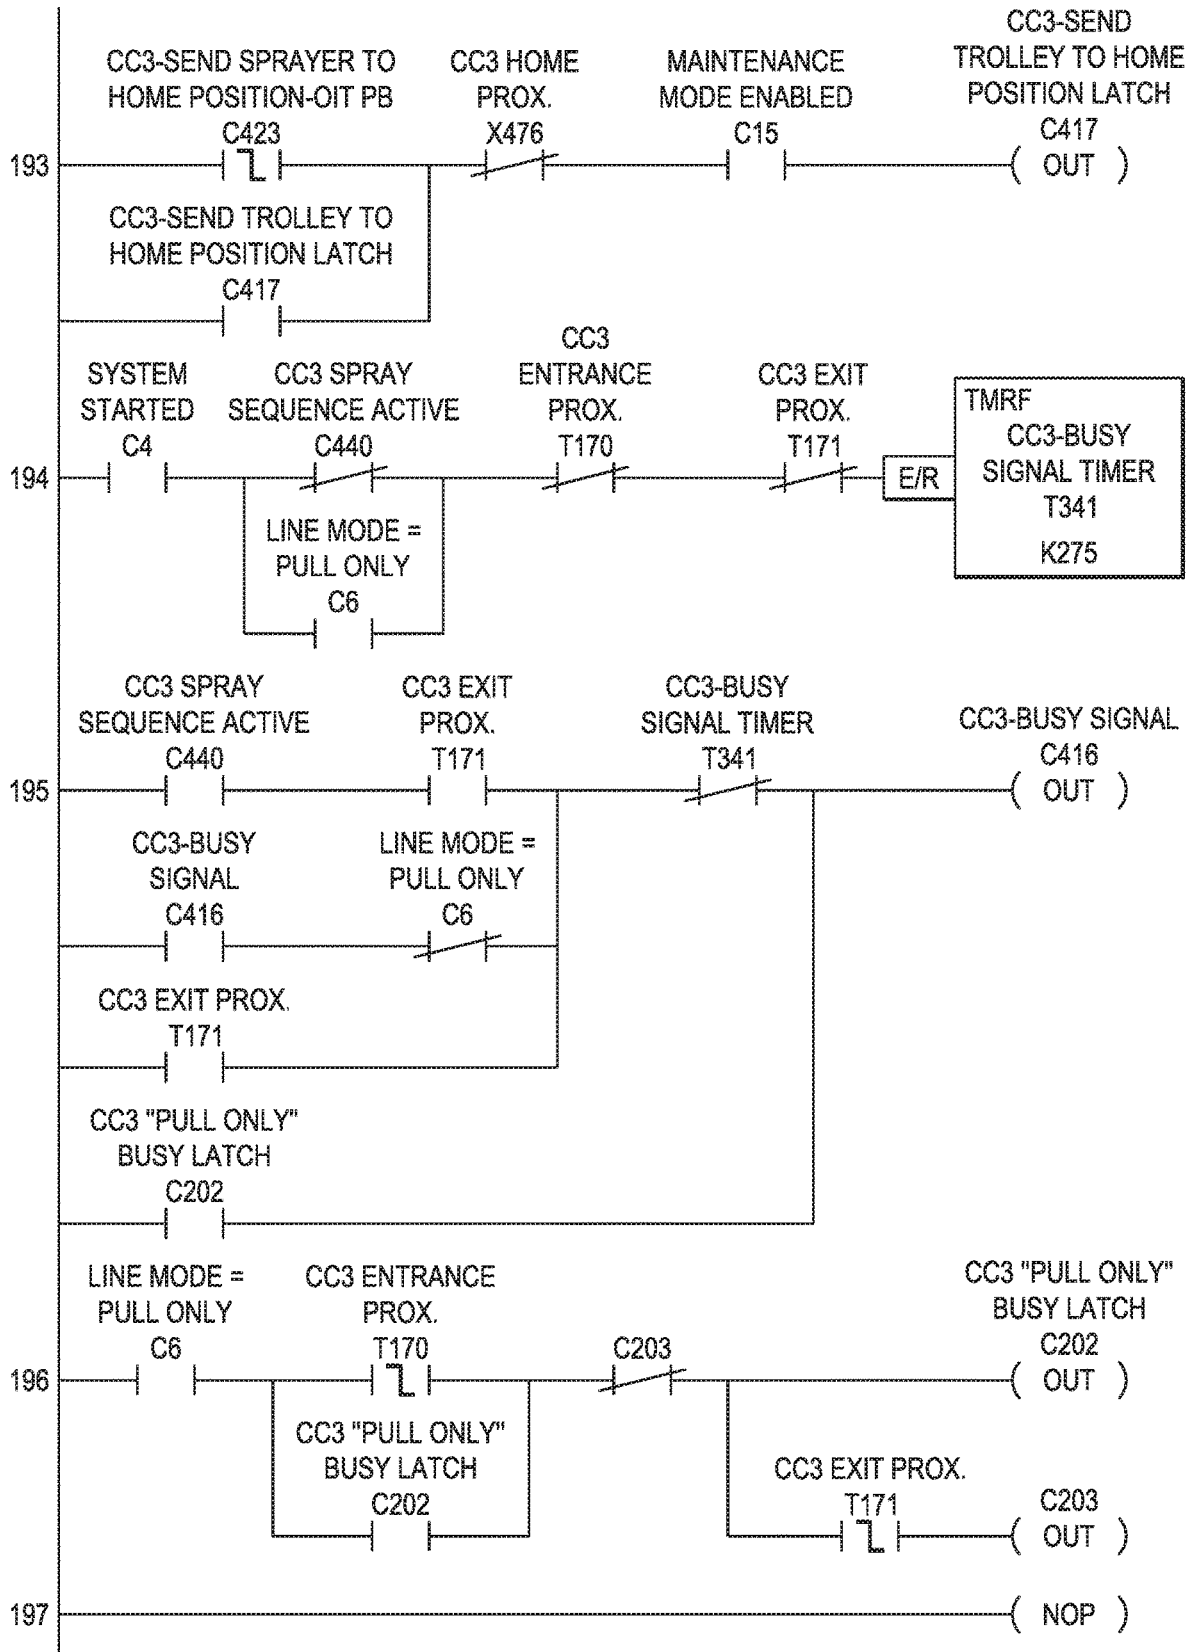 CC3-SEND SPRAYER TO
HOME POSITION-OIT PB
C423
CC3 HOME
PROX.
X476
MAINTENANCE
MODE ENABLED
C15
CC3-SEND
TROLLEY TO HOME
POSITION LATCH
C417
193
OUT
CC3-SEND TROLLEY TO
HOME POSITION LATCH
C417
SYSTEM
STARTED
C4
CC3 SPRAY
SEQUENCE ACTIVE
C440
CC3
ENTRANCE
PROX.
T170
CC3 EXIT
PROX.
T171
194
E/R
TMRF
CC3-BUSY
SIGNAL TIMER
T341
K275
LINE MODE =
PULL ONLY
C6
CC3 SPRAY
SEQUENCE ACTIVE
C440
CC3 EXIT
PROX.
T171
CC3-BUSY
SIGNAL TIMER
T341
CC3-BUSY SIGNAL
C416
195
OUT
CC3-BUSY
SIGNAL
C416
LINE MODE =
PULL ONLY
C6
CC3 EXIT PROX.
T171
CC3 "PULL ONLY"
BUSY LATCH
C202
LINE MODE =
PULL ONLY
C6
CC3 ENTRANCE
PROX.
T170
C203
CC3 "PULL ONLY"
BUSY LATCH
C202
196
OUT
CC3 "PULL ONLY"
BUSY LATCH
C202
CC3 EXIT PROX.
T171
C203
OUT
197
NOP